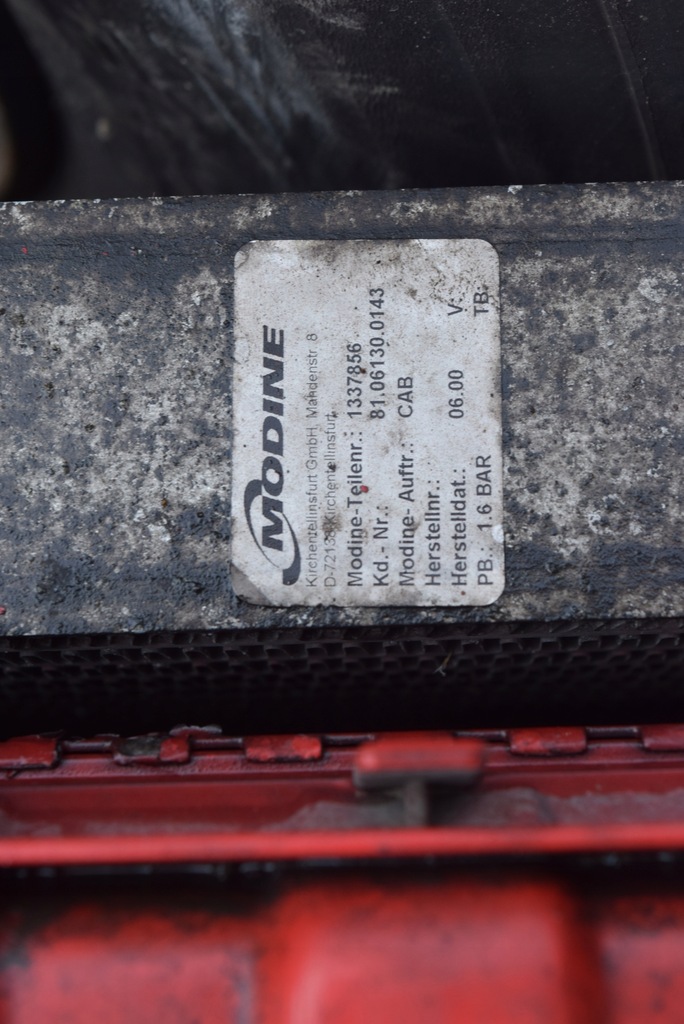 MODINE
Kirchentellinsfurt GmbH, Mahdenstr. 8
D-72138 Kirchentellinsfurt
Modine-Teilenr.: 1337856
Kd.- Nr.: 81.06130.0143
Modine- Auftr.: CAB
Herstellnr.:
Herstelldat.: 06.00 V:
PB.: 1.6 BAR TB: